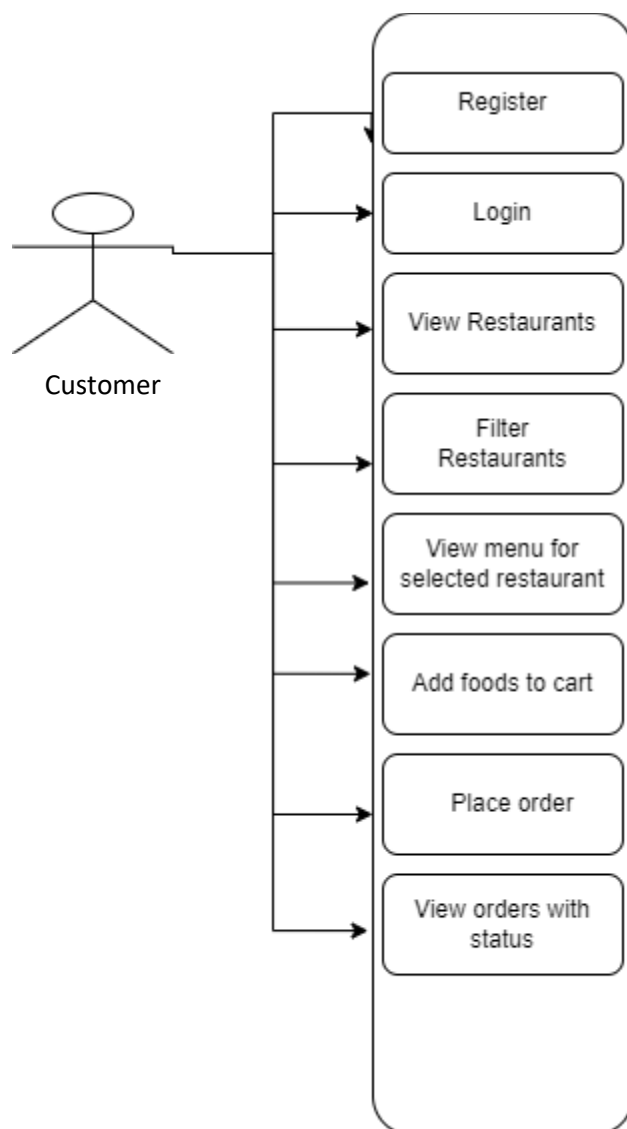 Register
Login
View Restaurants
Customer
Filter
Restaurants
View menu for
selected restaurant
Add foods to cart
Place order
View orders with
status